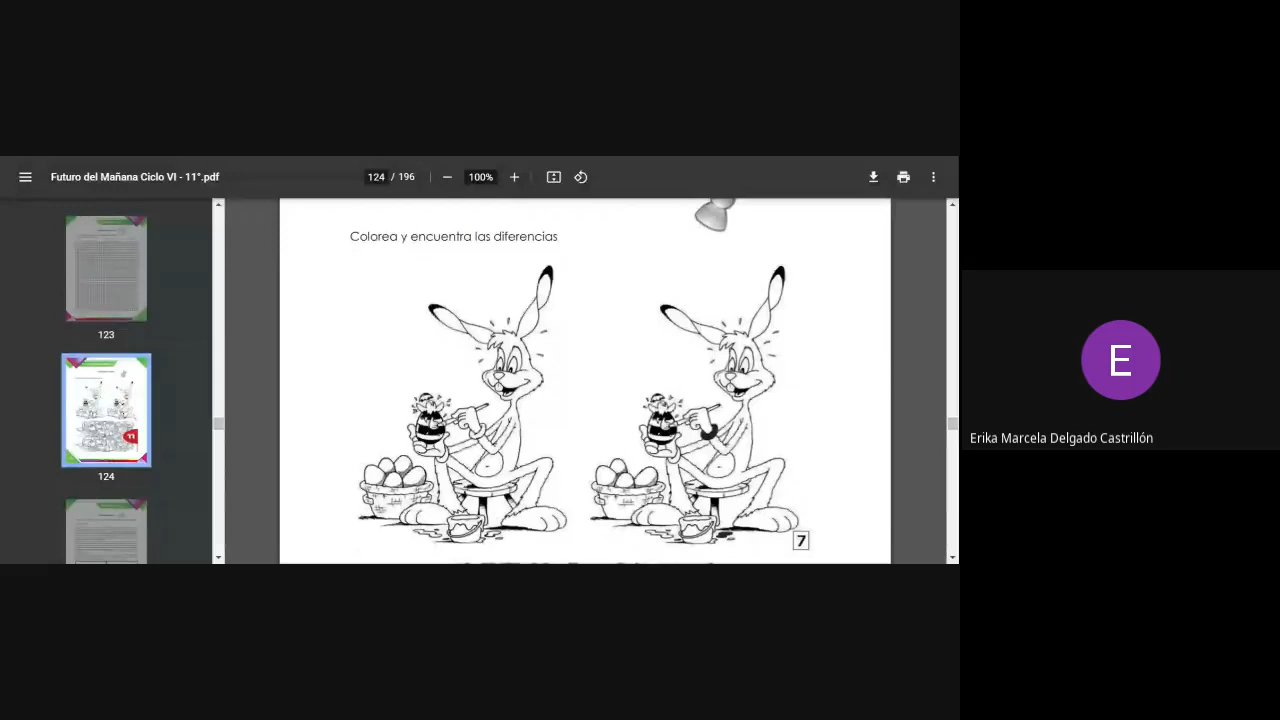 Futuro del Mañana Ciclo VI - 11°.pdf
124 / 196
100%
Colorea y encuentra las diferencias
7
123
124
11
E
Erika Marcela Delgado Castrillón